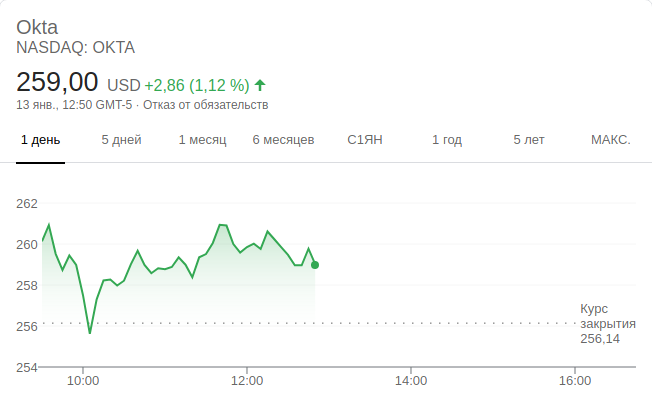 Okta
NASDAQ: OKTA
259,00 USD +2,86 (1,12 %)
13 янв., 12:50 GMT-5 · Отказ от обязательств
1 день 5 дней 1 месяц 6 месяцев С1ЯН 1 год 5 лет МАКС.
262
260
258
256
254
Курс
закрытия
256,14
10:00 12:00 14:00 16:00